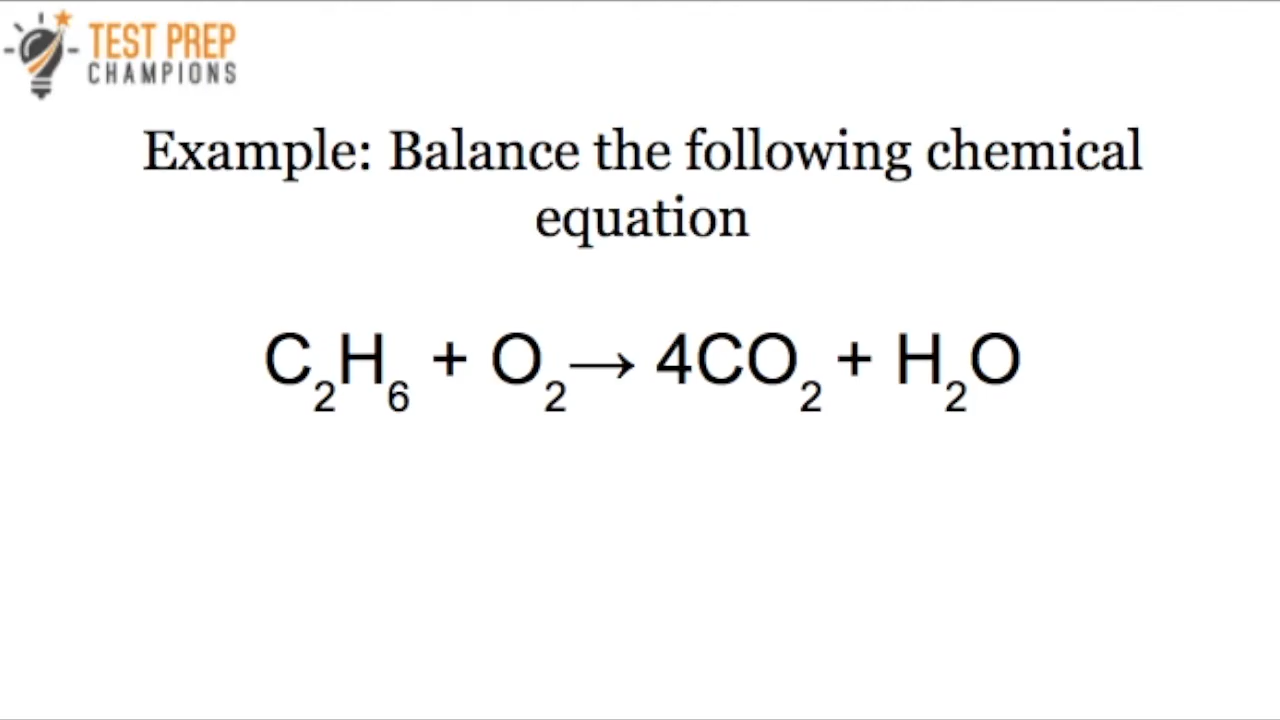 TEST PREP
CHAMPIONS
Example: Balance the following chemical
equation
C₂H₆ + O₂→ 4CO₂ + H₂O